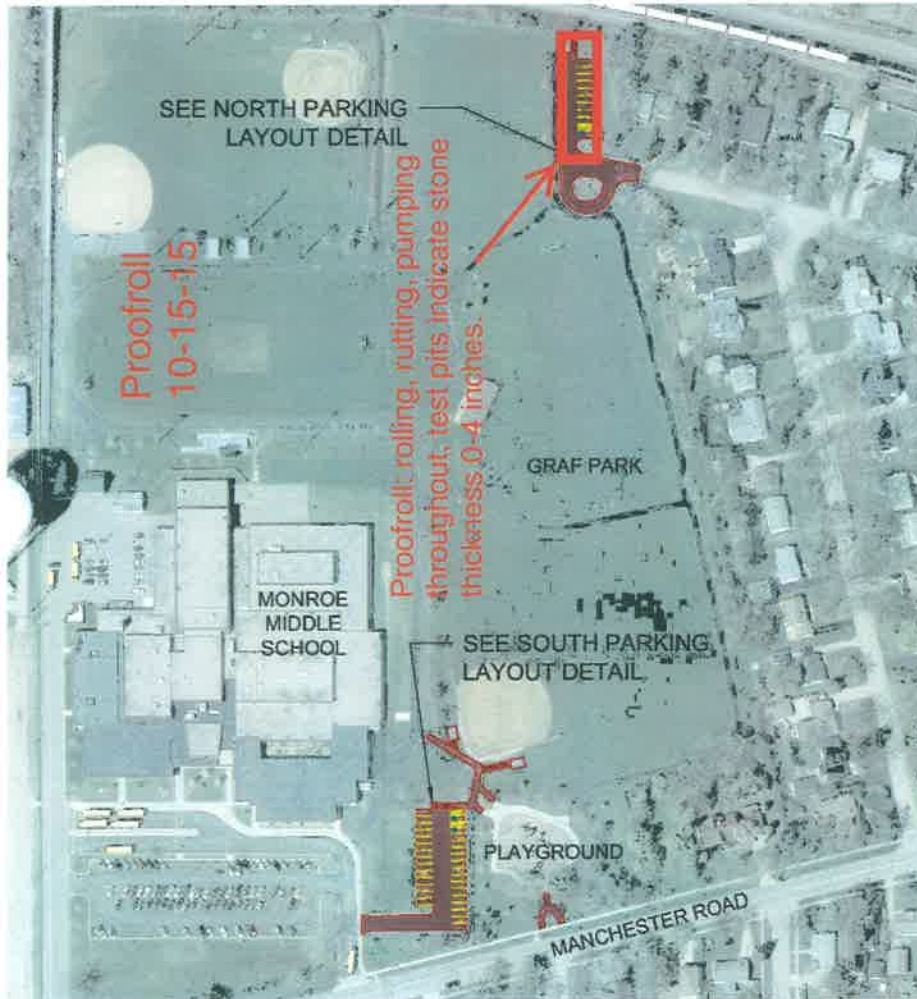 SEE NORTH PARKING
LAYOUT DETAIL
Proofroll
10-15-15
Proofroll: rolling, rutting, pumping
throughout, test pits indicate stone
thickness 0-4 inches.
GRAF PARK
MONROE
MIDDLE
SCHOOL
SEE SOUTH PARKING
LAYOUT DETAIL
PLAYGROUND
MANCHESTER ROAD